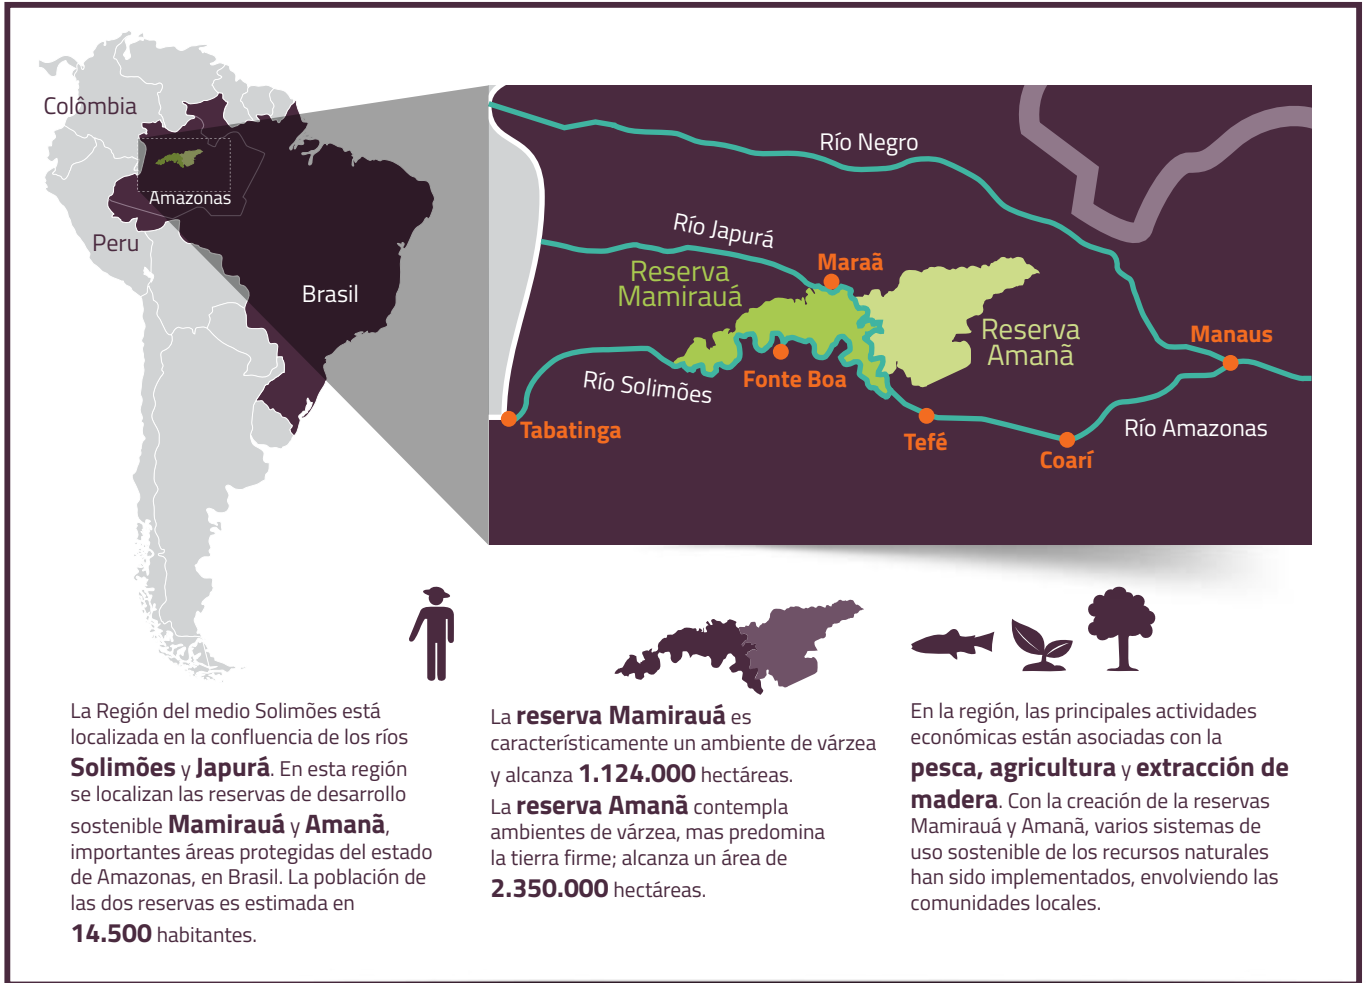 Colômbia
Amazonas
Peru
Brasil
Río Negro
Río Japurá
Maraã
Reserva
Mamirauá
Reserva
Amanã
Manaus
Fonte Boa
Río Solimões
Tabatinga
Tefé
Coarí
Río Amazonas
La Región del medio Solimões está
localizada en la confluencia de los ríos
Solimões y Japurá. En esta región
se localizan las reservas de desarrollo
sostenible Mamirauá y Amanã,
importantes áreas protegidas del estado
de Amazonas, en Brasil. La población de
las dos reservas es estimada en
14.500 habitantes.
La reserva Mamirauá es
característicamente un ambiente de várzea
y alcanza 1.124.000 hectáreas.
La reserva Amanã contempla
ambientes de várzea, mas predomina
la tierra firme; alcanza un área de
2.350.000 hectáreas.
En la región, las principales actividades
económicas están asociadas con la
pesca, agricultura y extracción de
madera. Con la creación de la reservas
Mamirauá y Amanã, varios sistemas de
uso sostenible de los recursos naturales
han sido implementados, envolviendo las
comunidades locales.